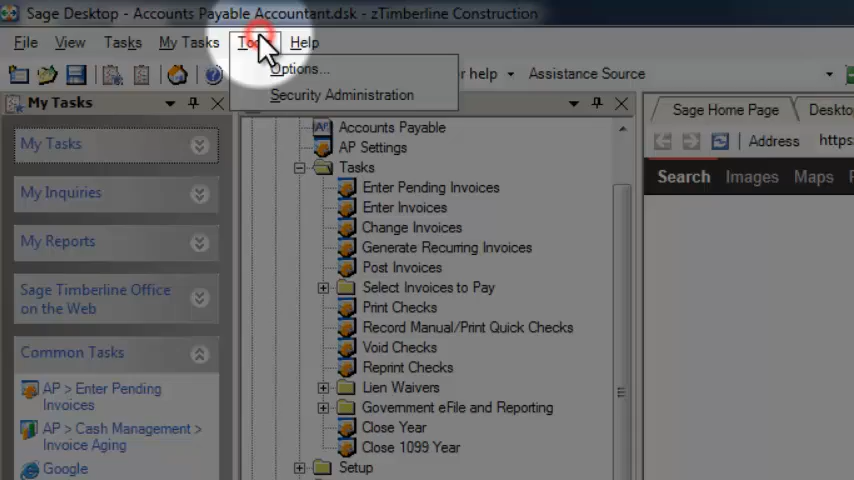 Sage Desktop - Accounts Payable Accountant.dsk - zTimberline Construction
File View Tasks My Tasks Help
Options...
Security Administration
r help
Assistance Source
My Tasks
My Tasks
My Inquiries
My Reports
Sage Timberline Office
on the Web
Common Tasks
AP > Enter Pending
Invoices
AP > Cash Management >
Invoice Aging
Google
Accounts Payable
AP Settings
Tasks
Enter Pending Invoices
Enter Invoices
Change Invoices
Generate Recurring Invoices
Post Invoices
Select Invoices to Pay
Print Checks
Record Manual/Print Quick Checks
Void Checks
Reprint Checks
Lien Waivers
Government eFile and Reporting
Close Year
Close 1099 Year
Setup
Sage Home Page
Deskto
Address https
Search Images Maps